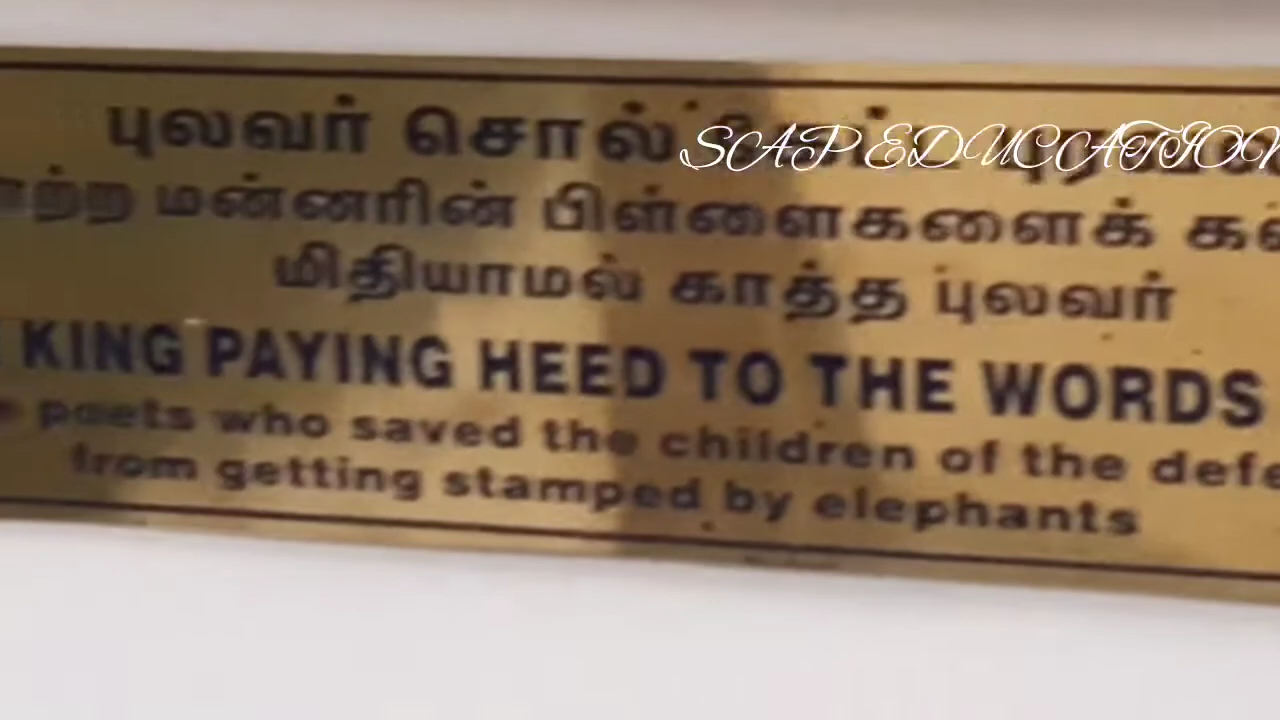 புலவர் சொல்
SAP EDUCATION
மன்னரின் பிள்ளைகளைக்
மிதியாமல் காத்த புலவர்
KING PAYING HEED TO THE WORDS
poets who saved the children of the
from getting stamped by elephants